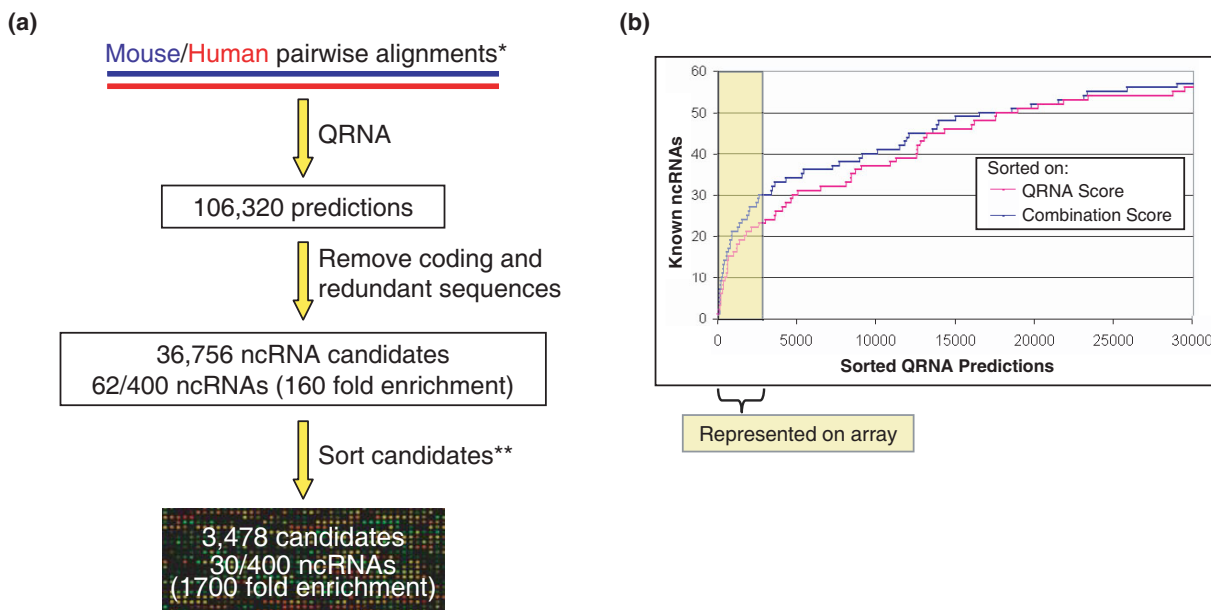 (a)
Mouse/Human pairwise alignments*
QRNA
106,320 predictions
Remove coding and
redundant sequences
36,756 ncRNA candidates
62/400 ncRNAs (160 fold enrichment)
Sort candidates**
3,478 candidates
30/400 ncRNAs
(1700 fold enrichment)
(b)
Known ncRNAs
60
50
40
30
20
10
0
Sorted on:
QRNA Score
Combination Score
0 5000 10000 15000 20000 25000 30000
Sorted QRNA Predictions
Represented on array